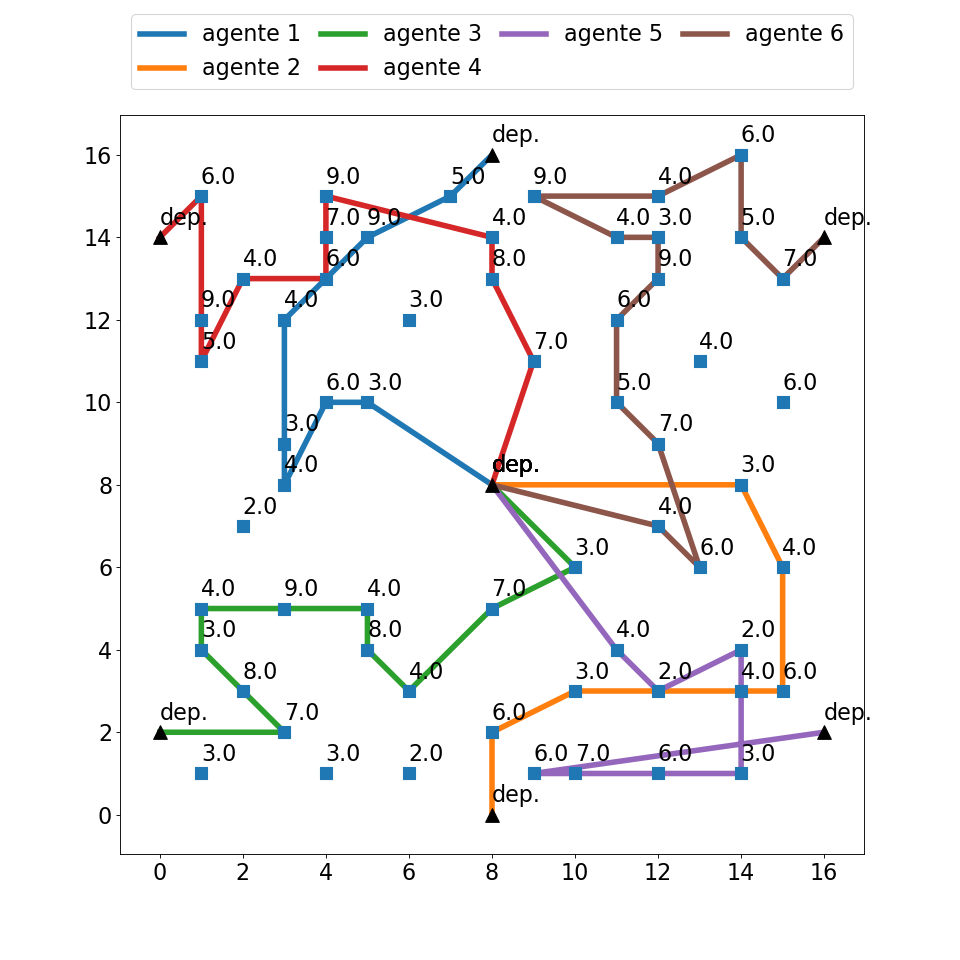 agente 1 agente 3 agente 5 agente 6
agente 2 agente 4
dep. 6.0
6.0 9.0 5.0 9.0 4.0
dep. 7.0 9.0 4.0 4.0 3.0 5.0 dep.
4.0 6.0 8.0 9.0 7.0
9.0 4.0 3.0 6.0
5.0 7.0 4.0
6.0 3.0 5.0 6.0
3.0 7.0
4.0 dep. 3.0
2.0 4.0
3.0 6.0 4.0
4.0 9.0 4.0 7.0
3.0 8.0 4.0 2.0
8.0 4.0 3.0 2.0 4.0 6.0
dep. 7.0 6.0 dep.
3.0 3.0 2.0 6.0 7.0 6.0 3.0
dep.
16
14
12
10
8
6
4
2
0
0 2 4 6 8 10 12 14 16